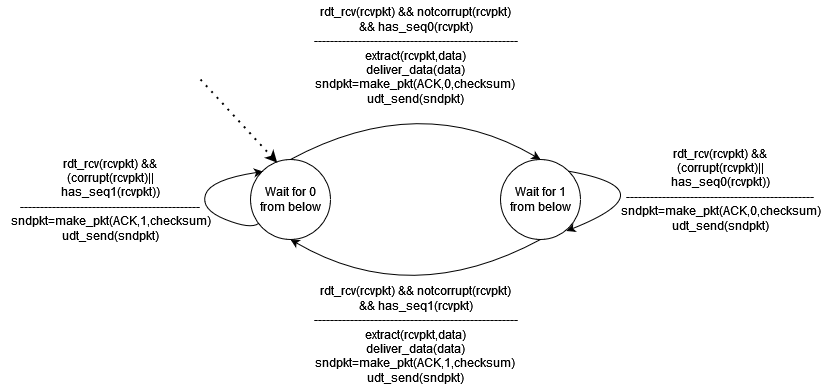 rdt_rcv(rcvpkt) && notcorrupt(rcvpkt)
&& has_seq0(rcvpkt)
---------------------------------------------------
extract(rcvpkt,data)
deliver_data(data)
sndpkt=make_pkt(ACK,0,checksum)
udt_send(sndpkt)
rdt_rcv(rcvpkt) &&
(corrupt(rcvpkt)||
has_seq1(rcvpkt))
---------------------------------------------
sndpkt=make_pkt(ACK,1,checksum)
udt_send(sndpkt)
Wait for 0
from below
Wait for 1
from below
rdt_rcv(rcvpkt) &&
(corrupt(rcvpkt)||
has_seq0(rcvpkt))
-----------------------------------------------
sndpkt=make_pkt(ACK,0,checksum)
udt_send(sndpkt)
rdt_rcv(rcvpkt) && notcorrupt(rcvpkt)
&& has_seq1(rcvpkt)
---------------------------------------------------
extract(rcvpkt,data)
deliver_data(data)
sndpkt=make_pkt(ACK,1,checksum)
udt_send(sndpkt)